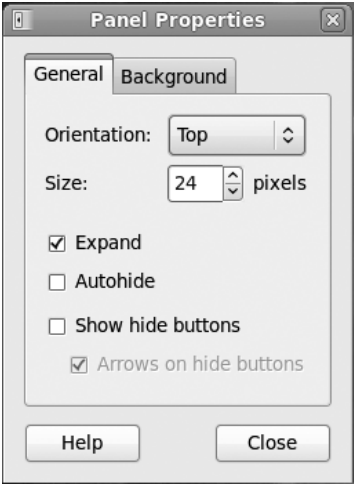 Panel Properties
General Background
Orientation: Top
Size: 24 pixels
Expand
Autohide
Show hide buttons
Arrows on hide buttons
Help Close